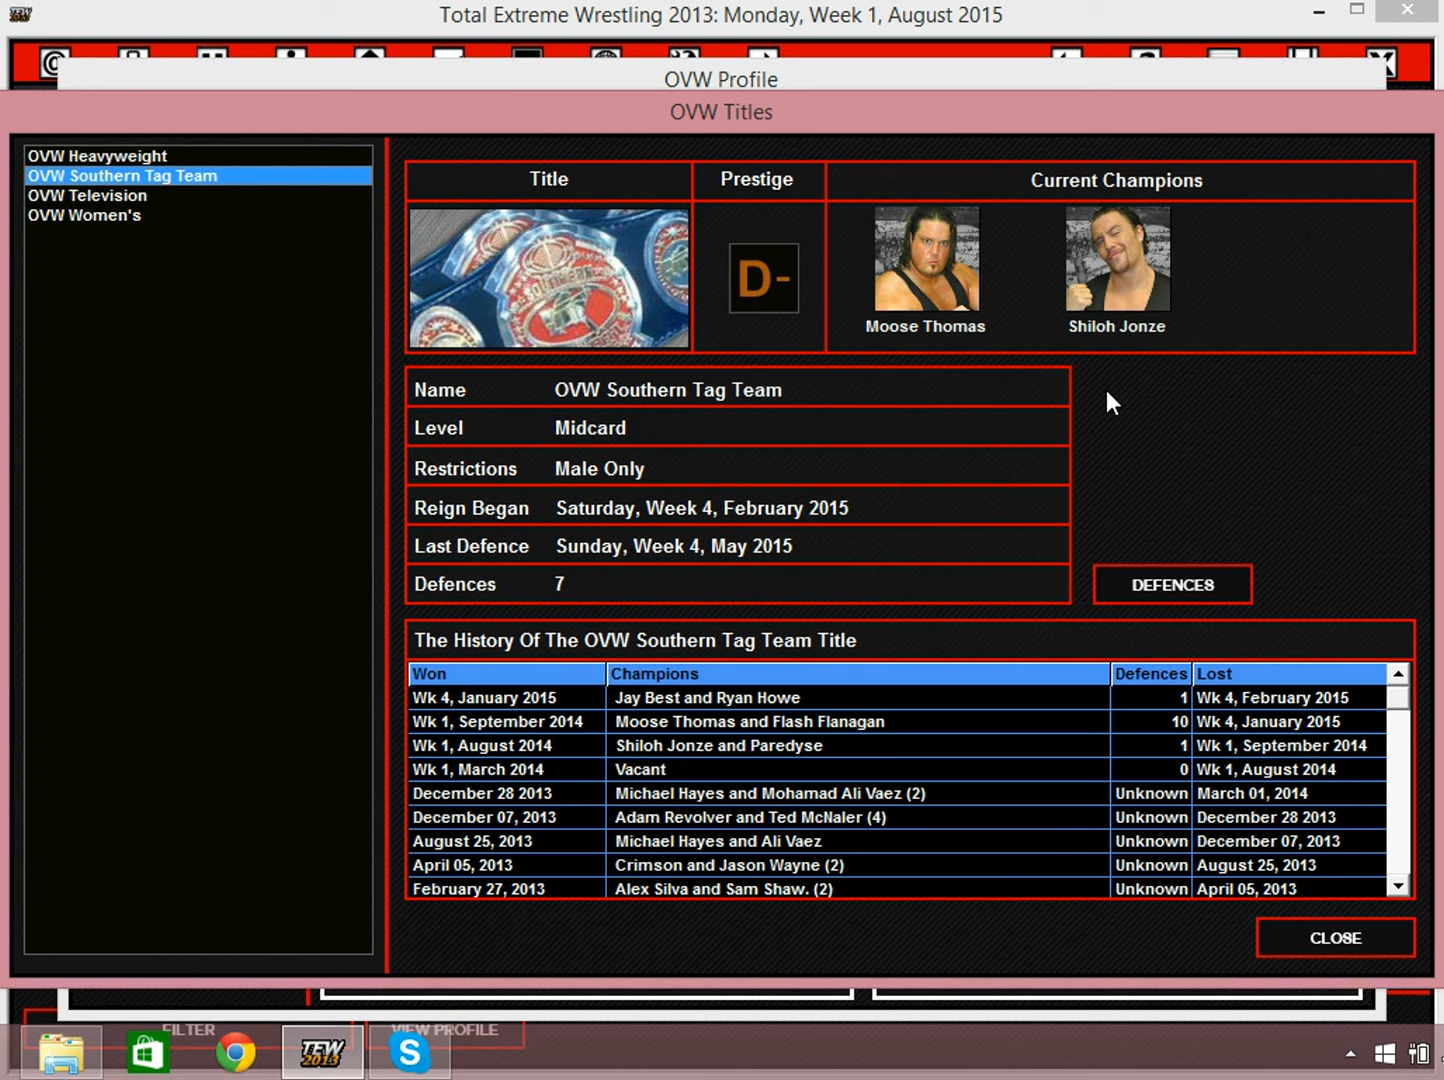 Total Extreme Wrestling 2013: Monday, Week 1, August 2015
OVW Profile
OVW Titles
OVW Heavyweight
OVW Southern Tag Team
OVW Television
OVW Women's
Title Prestige Current Champions
D-
Moose Thomas Shiloh Jonze
Name OVW Southern Tag Team
Level Midcard
Restrictions Male Only
Reign Began Saturday, Week 4, February 2015
Last Defence Sunday, Week 4, May 2015
Defences 7
DEFENCES
The History Of The OVW Southern Tag Team Title
Won Champions Defences Lost
Wk 4, January 2015 Jay Best and Ryan Howe 1 Wk 4, February 2015
Wk 1, September 2014 Moose Thomas and Flash Flanagan 10 Wk 4, January 2015
Wk 1, August 2014 Shiloh Jonze and Paredyse 1 Wk 1, September 2014
Wk 1, March 2014 Vacant 0 Wk 1, August 2014
December 28 2013 Michael Hayes and Mohamad Ali Vaez (2) Unknown March 01, 2014
December 07, 2013 Adam Revolver and Ted McNaler (4) Unknown December 28 2013
August 25, 2013 Michael Hayes and Ali Vaez Unknown December 07, 2013
April 05, 2013 Crimson and Jason Wayne (2) Unknown August 25, 2013
February 27, 2013 Alex Silva and Sam Shaw. (2) Unknown April 05, 2013
CLOSE
FILTER VIEW PROFILE
TEW
2013